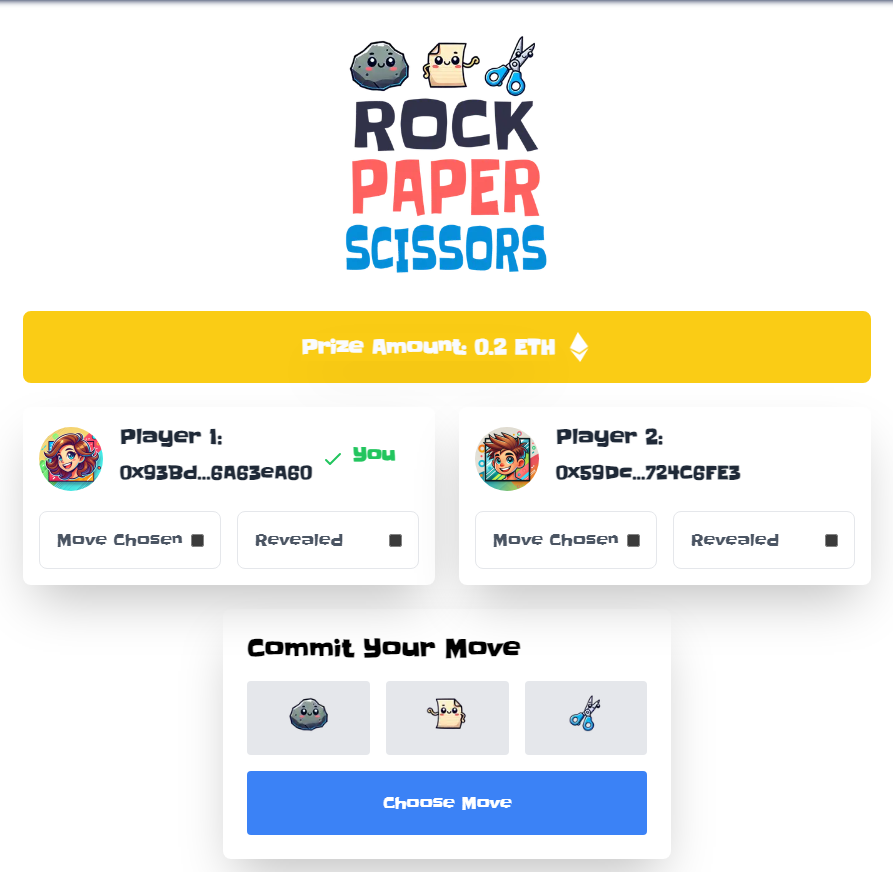 ROCK
PAPER
SCISSORS
Prize Amount: 0.2 ETH
Player 1:
0x93Bd...6A63eA60
You
Move Chosen
Revealed
Player 2:
0x59Dc...724C6FE3
Move Chosen
Revealed
Commit Your Move
Choose Move